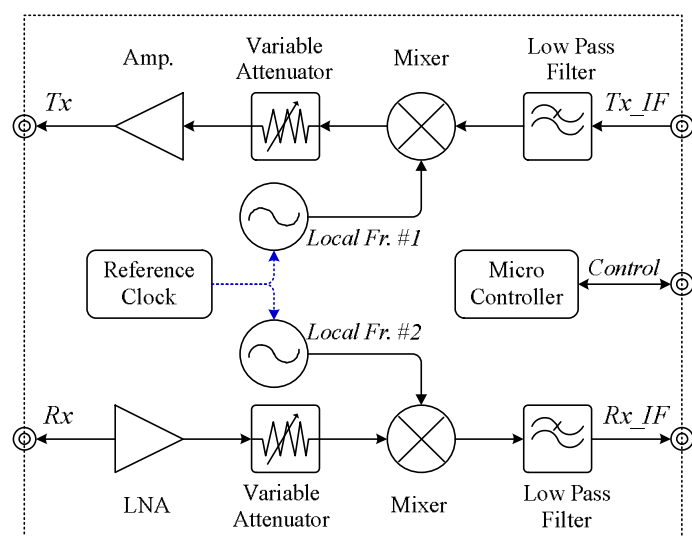 Amp.
Variable
Attenuator
Mixer
Low Pass
Filter
Tx
Tx_IF
Local Fr. #1
Reference
Clock
Micro
Controller
Control
Local Fr. #2
Rx
Rx_IF
LNA
Variable
Attenuator
Mixer
Low Pass
Filter